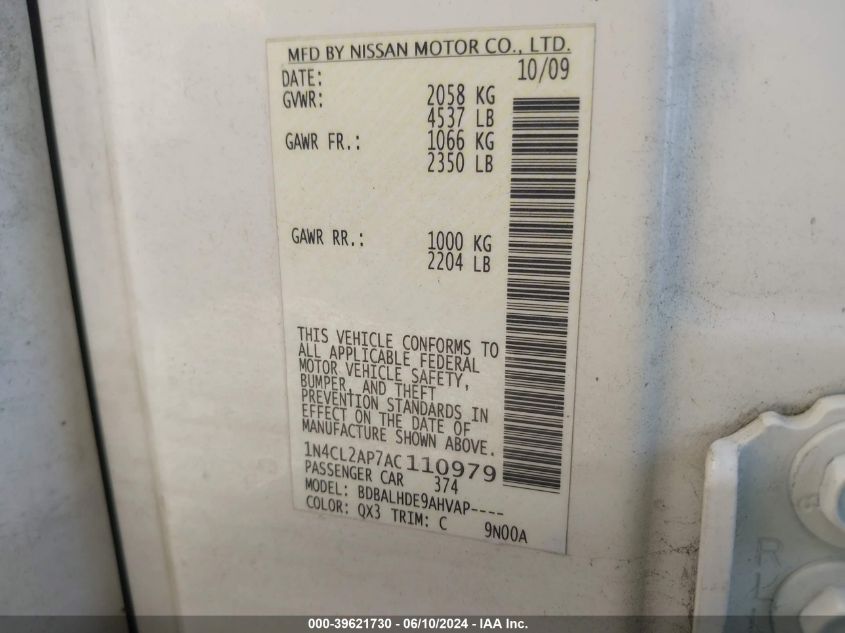 MFD BY NISSAN MOTOR CO., LTD.
DATE: 10/09
GVWR: 2058 KG
4537 LB
GAWR FR.: 1066 KG
2350 LB
GAWR RR.: 1000 KG
2204 LB
THIS VEHICLE CONFORMS TO
ALL APPLICABLE FEDERAL
MOTOR VEHICLE SAFETY,
BUMPER, AND THEFT
PREVENTION STANDARDS IN
EFFECT ON THE DATE OF
MANUFACTURE SHOWN ABOVE.
1N4CL2AP7AC110979
PASSENGER CAR 374
MODEL: BDBALHDE9AHVAP----
COLOR: QX3 TRIM: C 9N00A
000-39621730 - 06/10/2024 - IAA Inc.